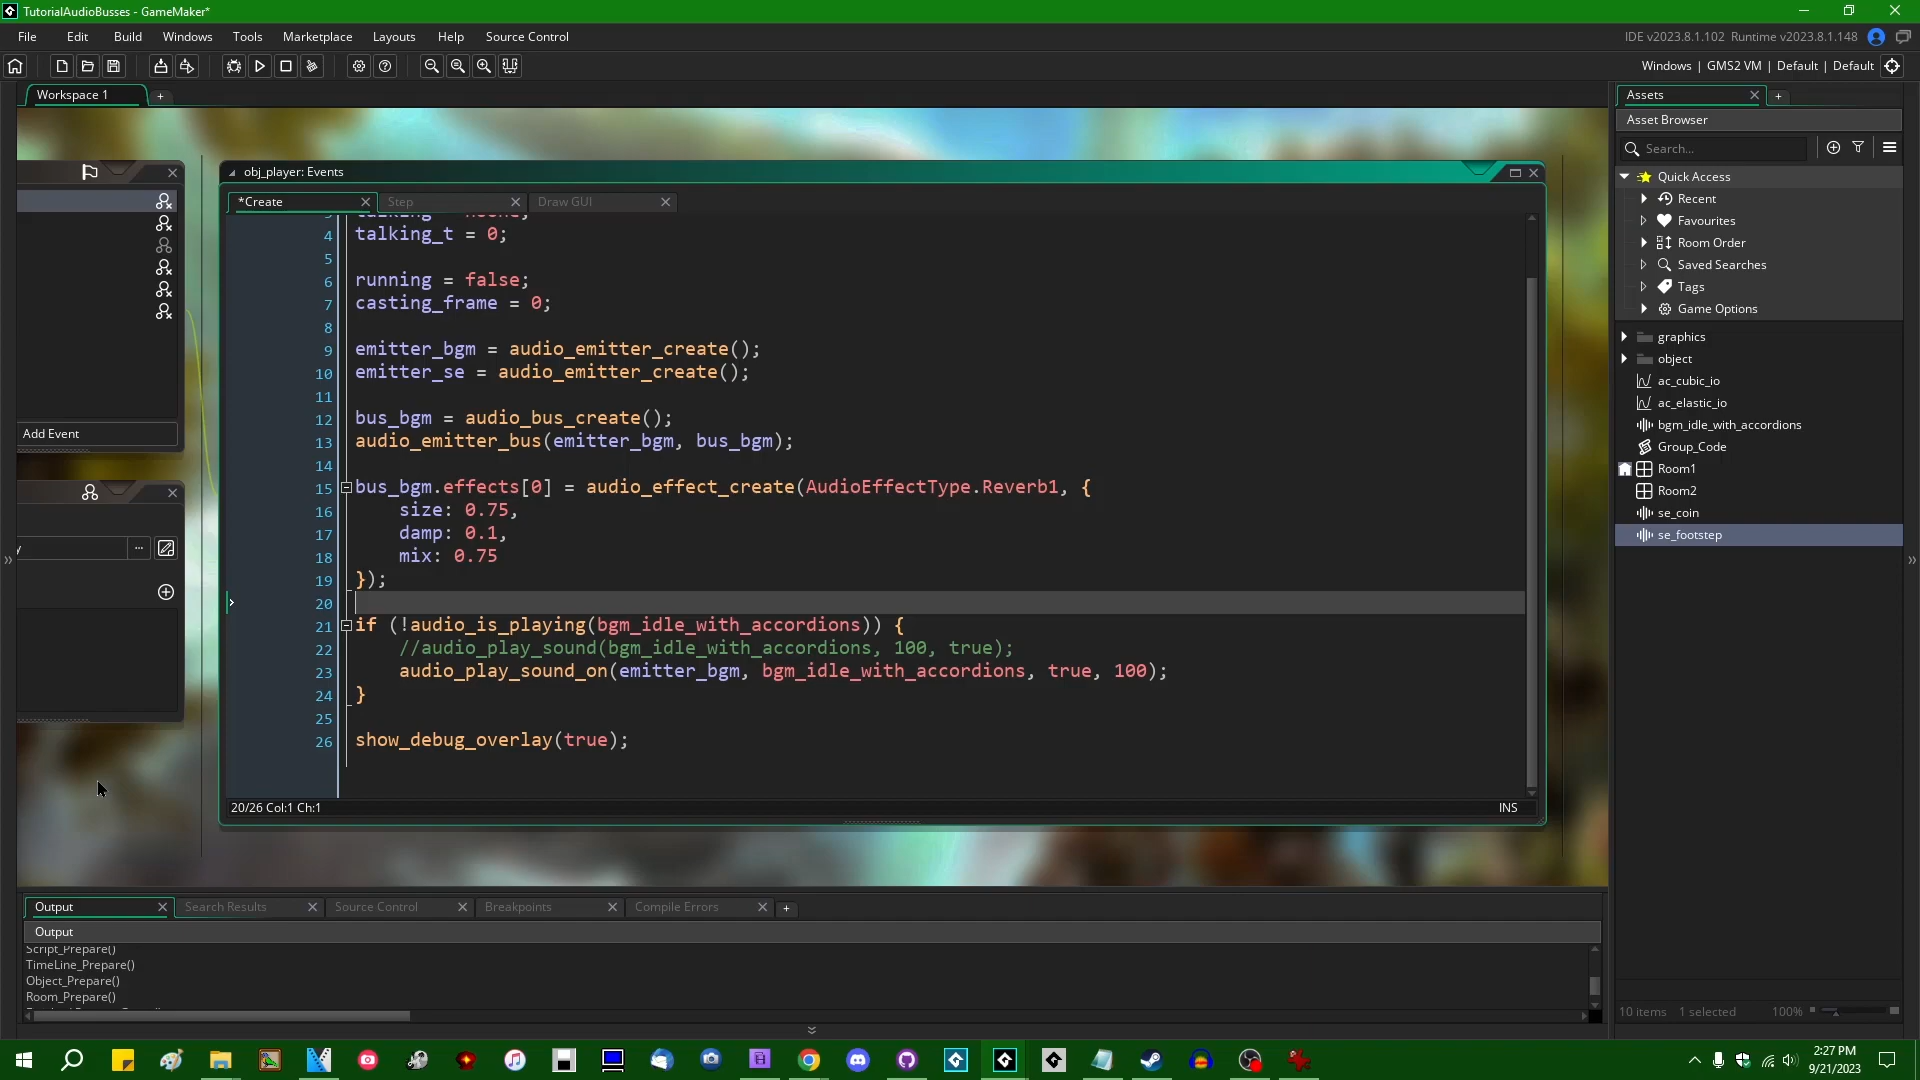 TutorialAudioBusses - GameMaker*
File Edit Build Windows Tools Marketplace Layouts Help Source Control
IDE v2023.8.1.102 Runtime v2023.8.1.148
Windows | GMS2 VM | Default | Default
Workspace 1
obj_player: Events
*Create
Step
Draw GUI
4 talking_t = 0;
5
6 running = false;
7 casting_frame = 0;
8
9 emitter_bgm = audio_emitter_create();
10 emitter_se = audio_emitter_create();
11
12 bus_bgm = audio_bus_create();
13 audio_emitter_bus(emitter_bgm, bus_bgm);
14
15 bus_bgm.effects[0] = audio_effect_create(AudioEffectType.Reverb1, {
16 size: 0.75,
17 damp: 0.1,
18 mix: 0.75
19 });
20
21 if (!audio_is_playing(bgm_idle_with_accordions)) {
22 //audio_play_sound(bgm_idle_with_accordions, 100, true);
23 audio_play_sound_on(emitter_bgm, bgm_idle_with_accordions, true, 100);
24 }
25
26 show_debug_overlay(true);
20/26 Col:1 Ch:1
INS
Add Event
Assets
Asset Browser
Search...
Quick Access
Recent
Favourites
Room Order
Saved Searches
Tags
Game Options
graphics
object
ac_cubic_io
ac_elastic_io
bgm_idle_with_accordions
Group_Code
Room1
Room2
se_coin
se_footstep
10 items 1 selected 100%
Output
Search Results
Source Control
Breakpoints
Compile Errors
Output
Script_Prepare()
TimeLine_Prepare()
Object_Prepare()
Room_Prepare()
2:27 PM
9/21/2023